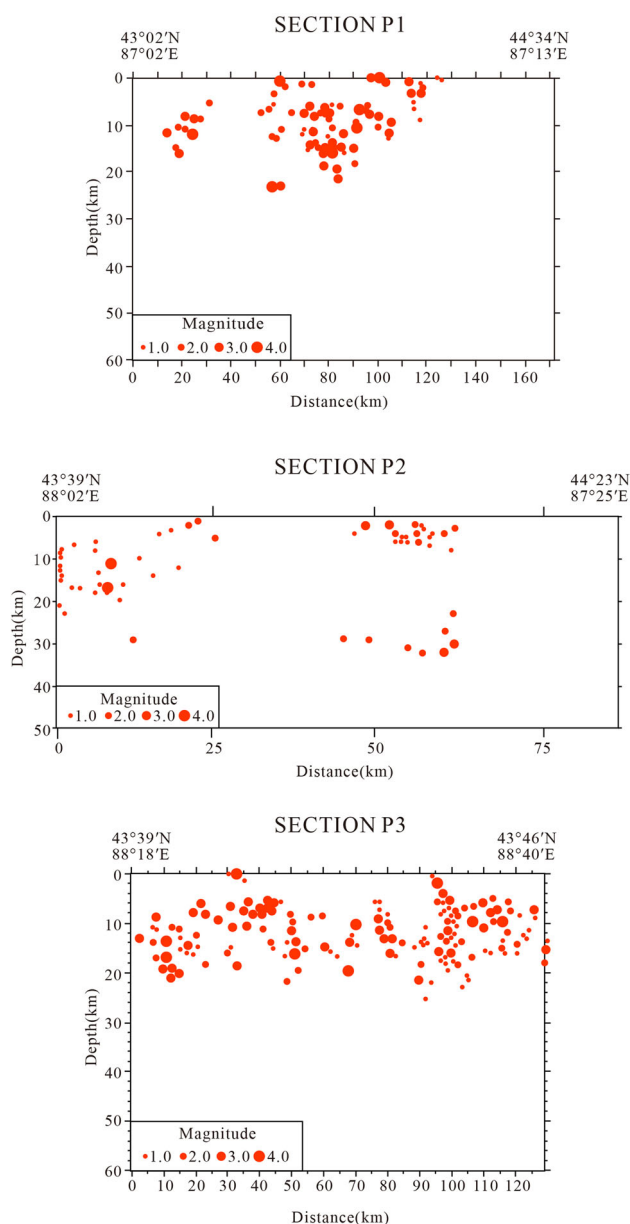 SECTION P1
43°02′N 44°34′N
87°02′E 87°13′E
0
10
20
30
40
50
60
Depth(km)
Magnitude
1.0 2.0 3.0 4.0
0 20 40 60 80 100 120 140 160
Distance(km)
SECTION P2
43°39′N 44°23′N
88°02′E 87°25′E
0
10
20
30
40
50
Depth(km)
Magnitude
1.0 2.0 3.0 4.0
0 25 50 75
Distance(km)
SECTION P3
43°39′N 43°46′N
88°18′E 88°40′E
0
10
20
30
40
50
60
Depth(km)
Magnitude
1.0 2.0 3.0 4.0
0 10 20 30 40 50 60 70 80 90 100 110 120
Distance(km)